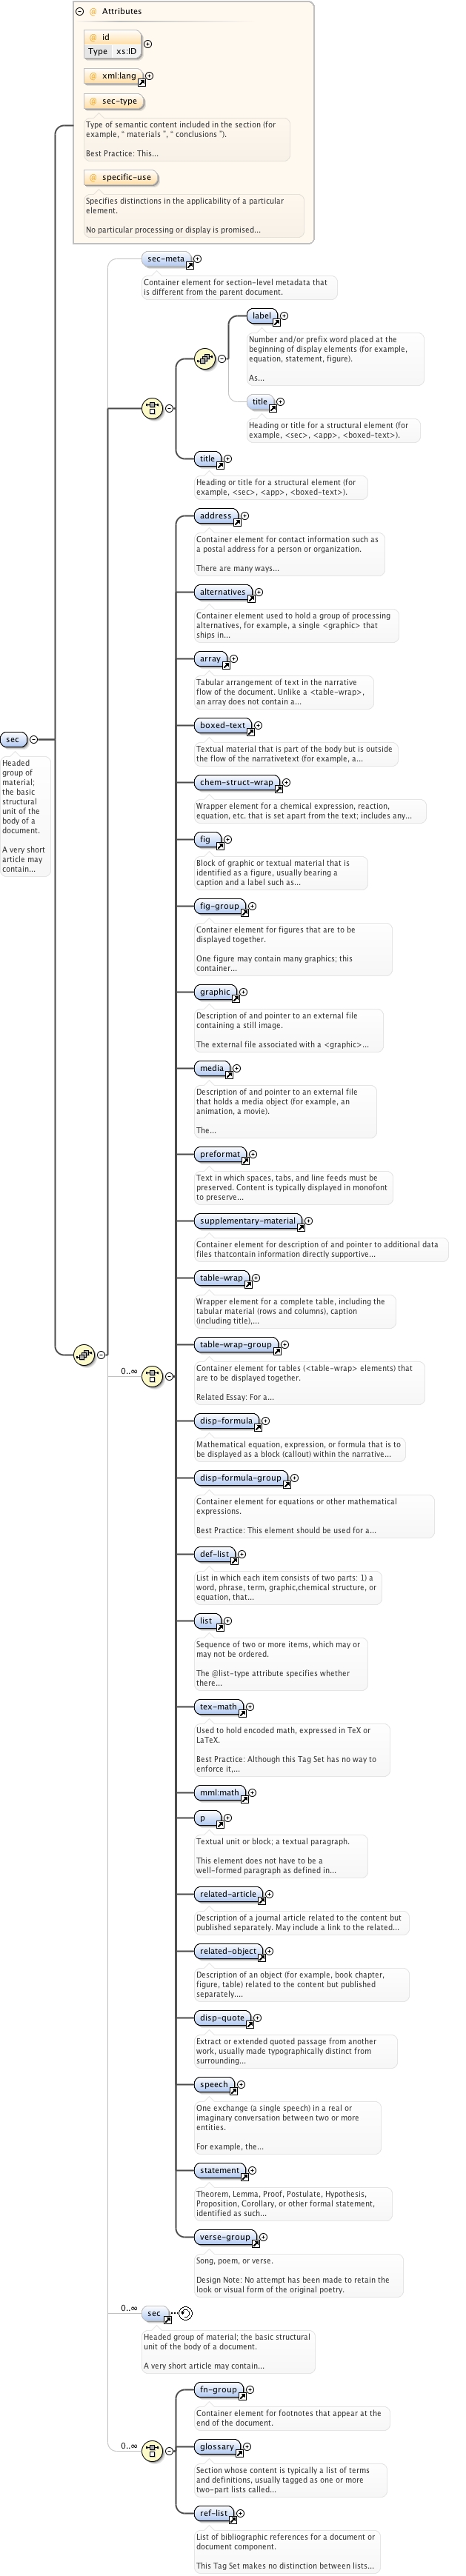 @ Attributes
@ id
Type xs:ID
@ xml:lang
@ sec-type
Type of semantic content included in the section (for
example, “ materials ”, “ conclusions ”).
Best Practice: This...
@ specific-use
Specifies distinctions in the applicability of a particular
element.
No particular processing or display is promised...
sec-meta
Container element for section-level metadata that
is different from the parent document.
label
Number and/or prefix word placed at the
beginning of display elements (for example,
equation, statement, figure).
As...
title
Heading or title for a structural element (for
example, <sec>, <app>, <boxed-text>).
title
Heading or title for a structural element (for
example, <sec>, <app>, <boxed-text>).
address
Container element for contact information such as
a postal address for a person or organization.
There are many ways...
alternatives
Container element used to hold a group of processing
alternatives, for example, a single <graphic> that
ships in...
array
Tabular arrangement of text in the narrative
flow of the document. Unlike a <table-wrap>,
an array does not contain a...
boxed-text
Textual material that is part of the body but is outside
the flow of the narrativetext (for example, a...
sec
Headed
group of
material;
the basic
structural
unit of the
body of a
document.
A very short
article may
contain...
chem-struct-wrap
Wrapper element for a chemical expression, reaction,
equation, etc. that is set apart from the text; includes any...
fig
Block of graphic or textual material that is
identified as a figure, usually bearing a
caption and a label such as...
fig-group
Container element for figures that are to be
displayed together.
One figure may contain many graphics; this
container...
graphic
Description of and pointer to an external file
containing a still image.
The external file associated with a <graphic>...
media
Description of and pointer to an external file
that holds a media object (for example, an
animation, a movie).
The...
preformat
Text in which spaces, tabs, and line feeds must be
preserved. Content is typically displayed in monofont
to preserve...
supplementary-material
Container element for description of and pointer to additional data
files thatcontain information directly supportive...
table-wrap
Wrapper element for a complete table, including the
tabular material (rows and columns), caption
(including title),...
table-wrap-group
Container element for tables (<table-wrap> elements) that
are to be displayed together.
Related Essay: For a...
0..∞
disp-formula
Mathematical equation, expression, or formula that is to
be displayed as a block (callout) within the narrative...
disp-formula-group
Container element for equations or other mathematical
expressions.
Best Practice: This element should be used for a...
def-list
List in which each item consists of two parts: 1) a
word, phrase, term, graphic,chemical structure, or
equation, that...
list
Sequence of two or more items, which may or
may not be ordered.
The @list-type attribute specifies whether
there...
tex-math
Used to hold encoded math, expressed in TeX or
LaTeX.
Best Practice: Although this Tag Set has no way to
enforce it,...
mml:math
p
Textual unit or block; a textual paragraph.
This element does not have to be a
well-formed paragraph as defined in...
related-article
Description of a journal article related to the content but
published separately. May include a link to the related...
related-object
Description of an object (for example, book chapter,
figure, table) related to the content but published
separately....
disp-quote
Extract or extended quoted passage from another
work, usually made typographically distinct from
surrounding...
speech
One exchange (a single speech) in a real or
imaginary conversation between two or more
entities.
For example, the...
statement
Theorem, Lemma, Proof, Postulate, Hypothesis,
Proposition, Corollary, or other formal statement,
identified as such...
verse-group
Song, poem, or verse.
Design Note: No attempt has been made to retain the
look or visual form of the original poetry.
0..∞
sec
Headed group of material; the basic structural
unit of the body of a document.
A very short article may contain...
fn-group
Container element for footnotes that appear at the
end of the document.
0..∞
glossary
Section whose content is typically a list of terms
and definitions, usually tagged as one or more
two-part lists called...
ref-list
List of bibliographic references for a document or
document component.
This Tag Set makes no distinction between lists...